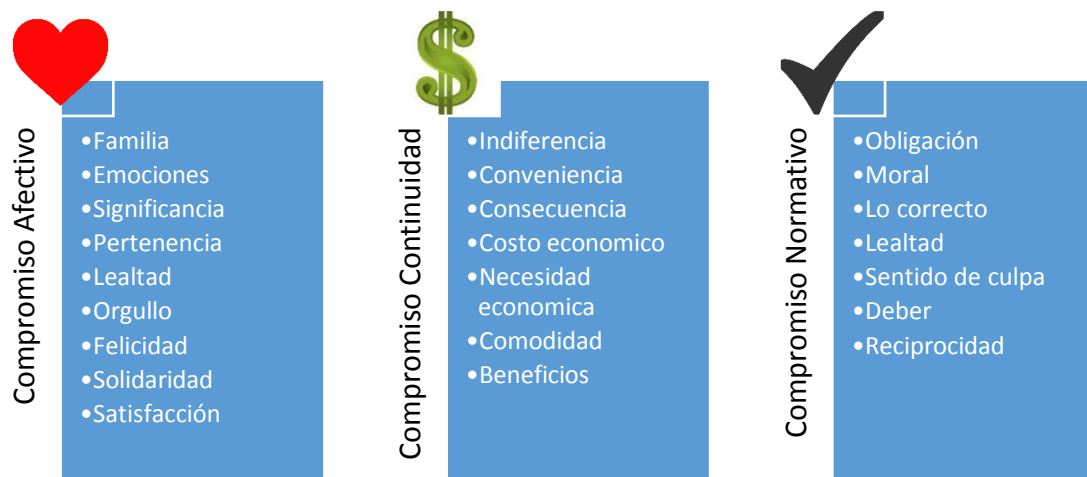 Compromiso Afectivo
•Familia
•Emociones
•Significancia
•Pertenencia
•Lealtad
•Orgullo
•Felicidad
•Solidaridad
•Satisfacción
Compromiso Continuidad
•Indiferencia
•Conveniencia
•Consecuencia
•Costo economico
•Necesidad
economica
•Comodidad
•Beneficios
Compromiso Normativo
•Obligación
•Moral
•Lo correcto
•Lealtad
•Sentido de culpa
•Deber
•Reciprocidad